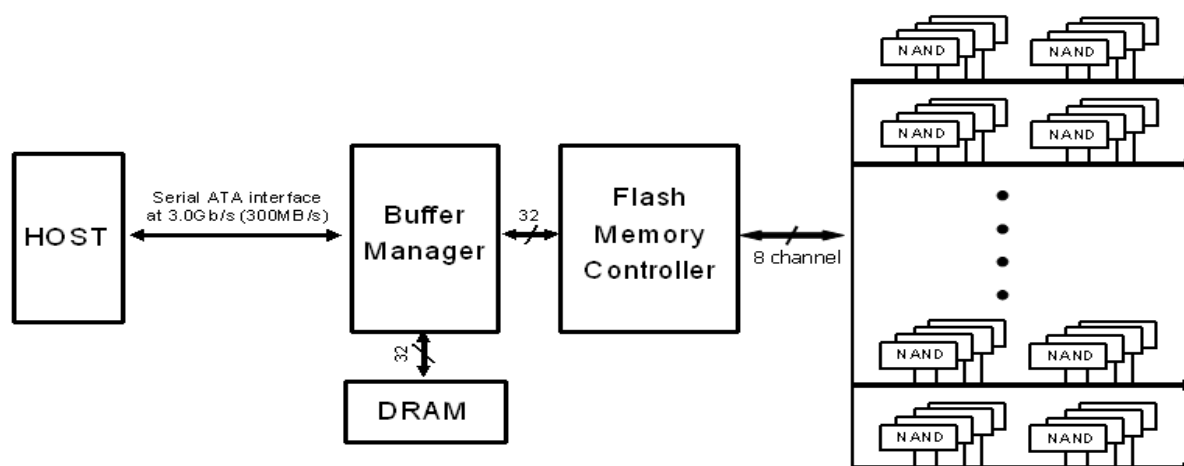 NAND NAND
NAND NAND
HOST
Serial ATA interface
at 3.0Gb/s (300MB/s)
Buffer
Manager
32
Flash
Memory
Controller
8 channel
32
DRAM
NAND NAND
NAND NAND